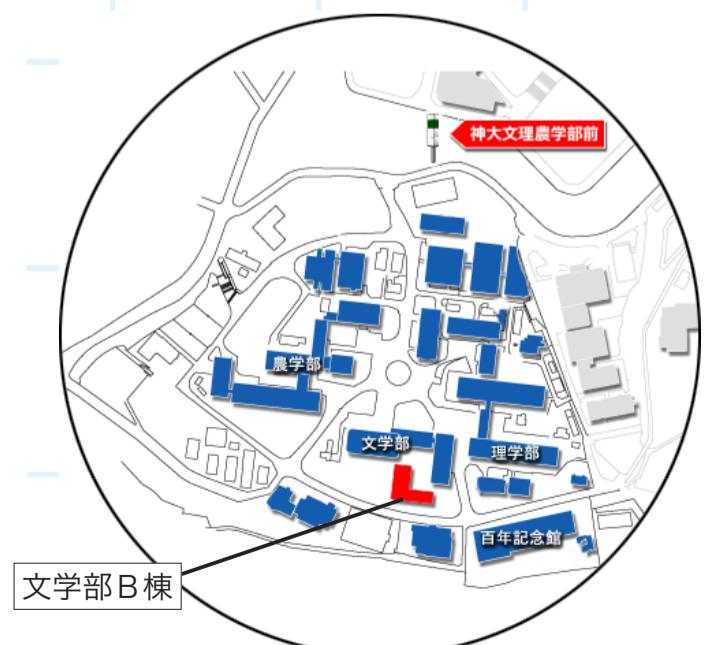 神大文理農学部前
農学部
文学部
理学部
百年記念館
文学部B棟